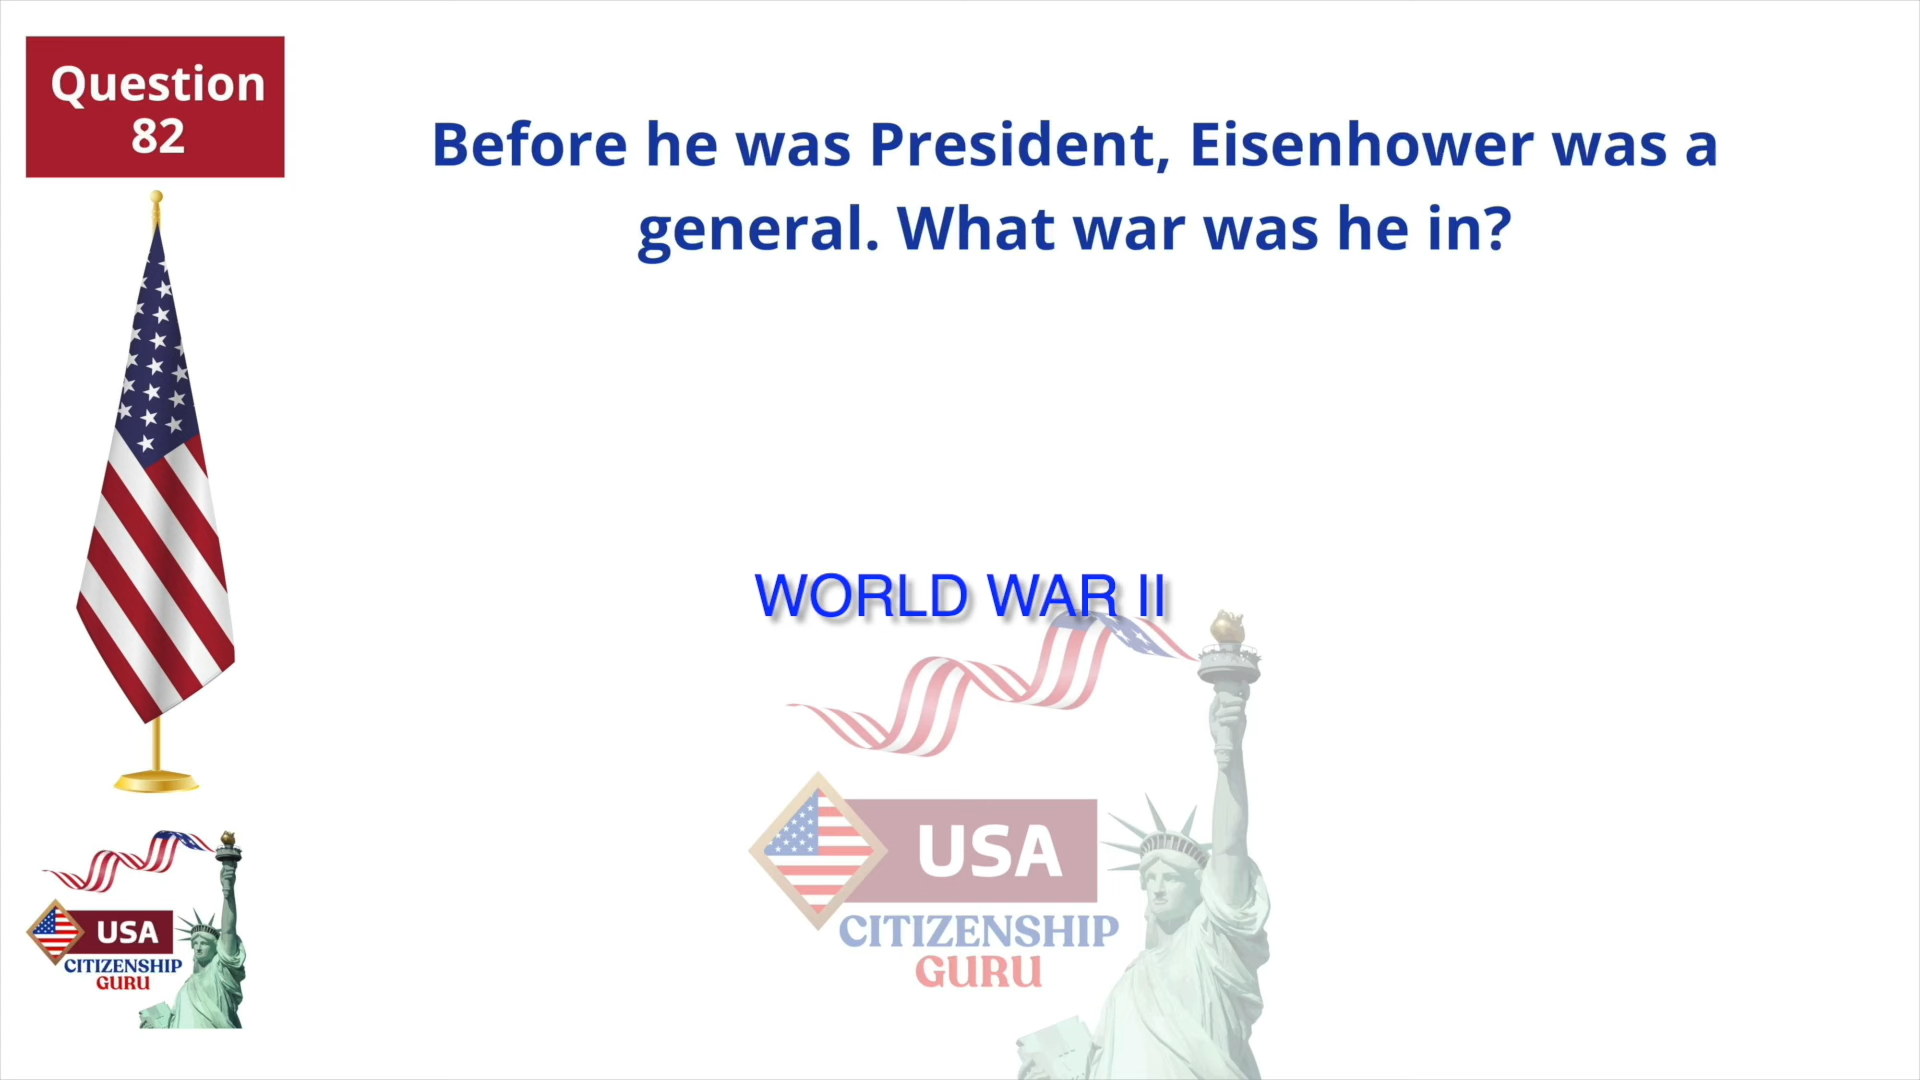 Question
82
Before he was President, Eisenhower was a
general. What war was he in?
WORLD WAR II
USA
CITIZENSHIP
GURU
USA
CITIZENSHIP
GURU